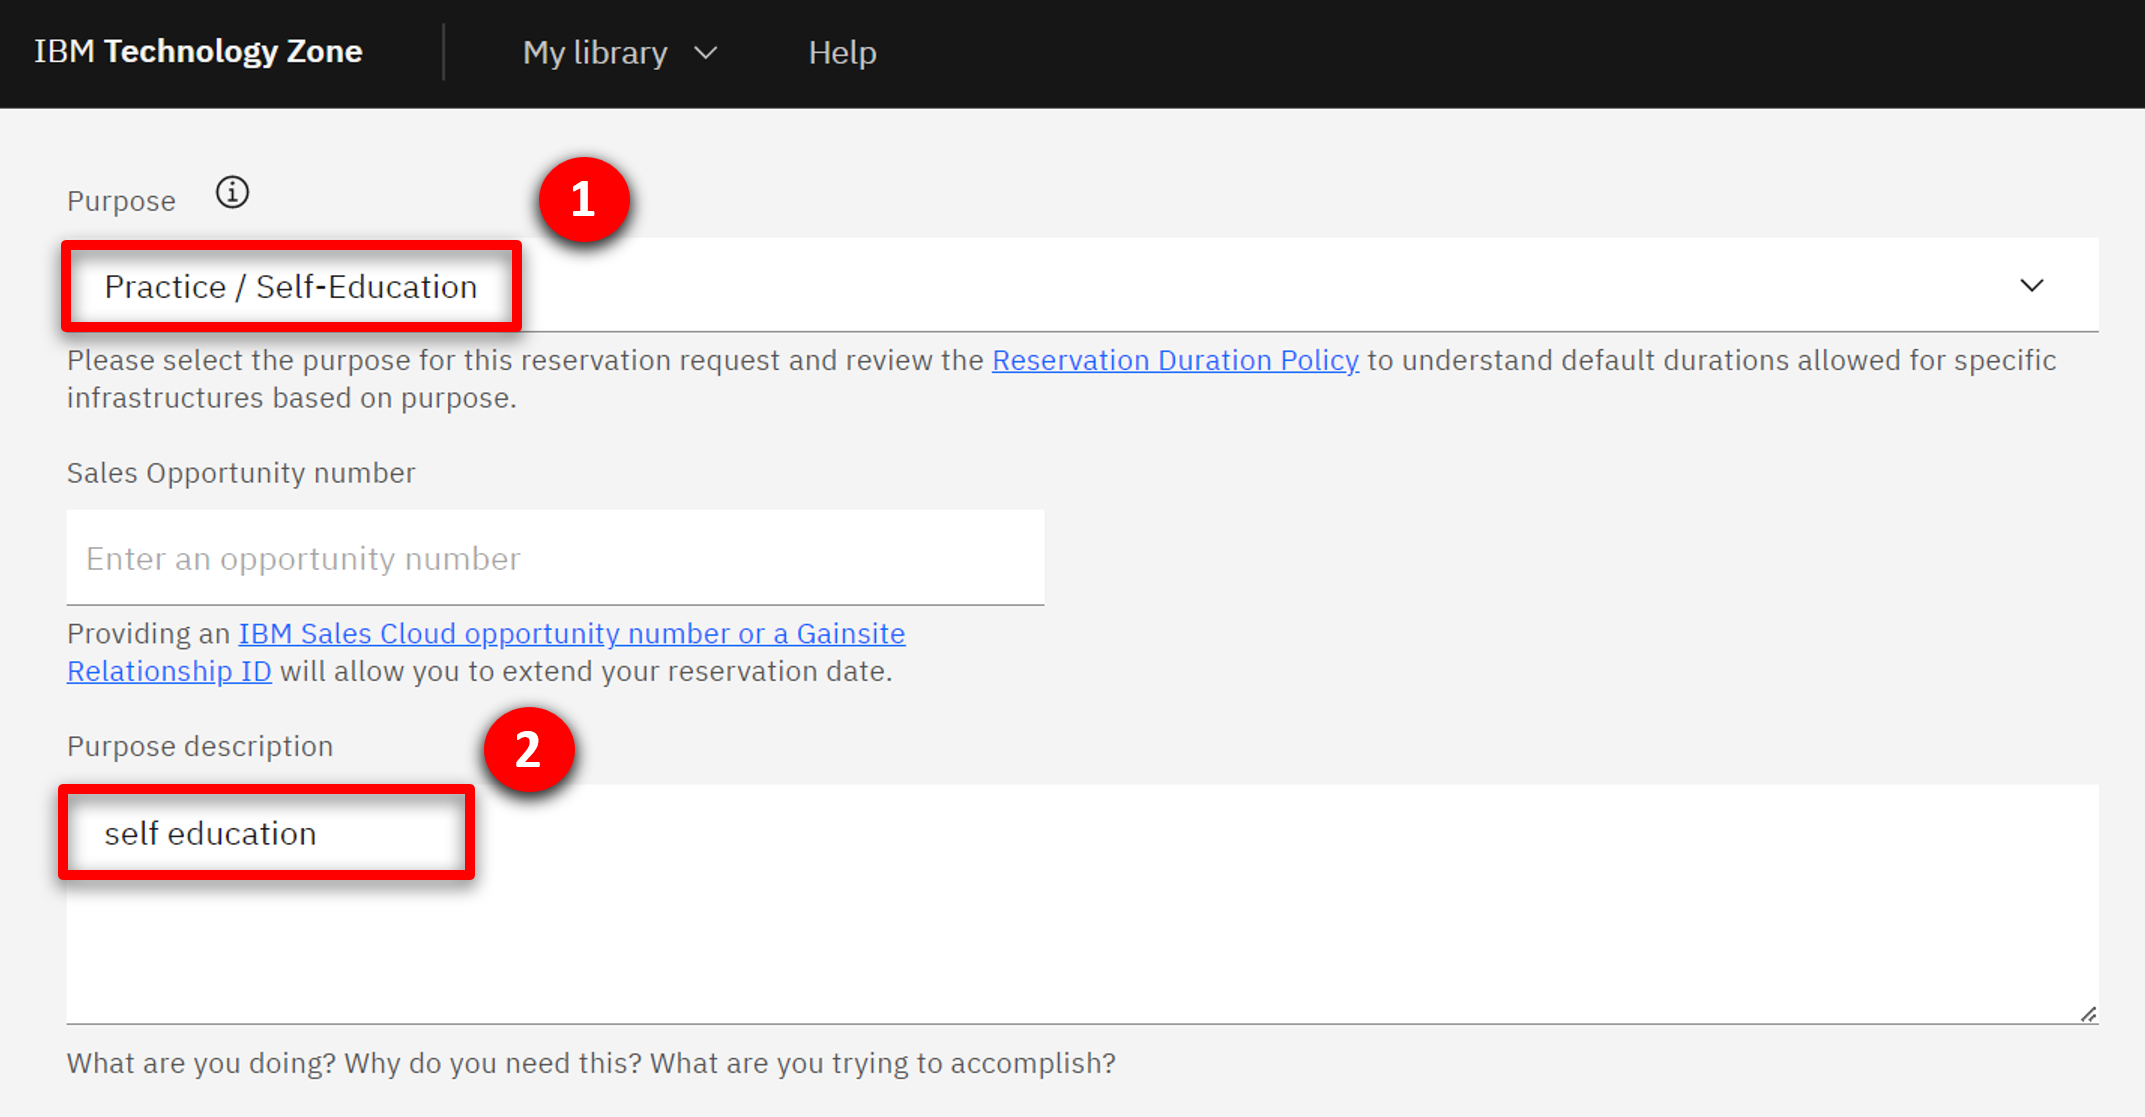 IBM Technology Zone
My library
Help
Purpose
1
Practice / Self-Education
Please select the purpose for this reservation request and review the Reservation Duration Policy to understand default durations allowed for specific
infrastructures based on purpose.
Sales Opportunity number
Enter an opportunity number
Providing an IBM Sales Cloud opportunity number or a Gainsite
Relationship ID will allow you to extend your reservation date.
Purpose description
2
self education
What are you doing? Why do you need this? What are you trying to accomplish?